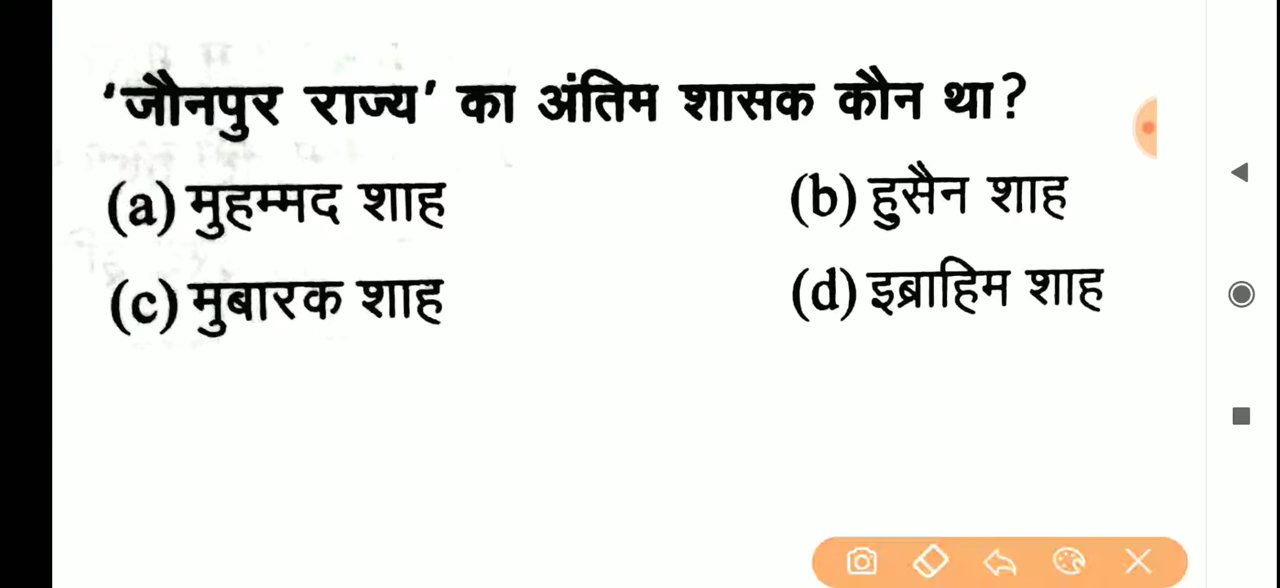 ‘जौनपुर राज्य’ का अंतिम शासक कौन था?
(a) मुहम्मद शाह (b) हुसैन शाह
(c) मुबारक शाह (d) इब्राहिम शाह